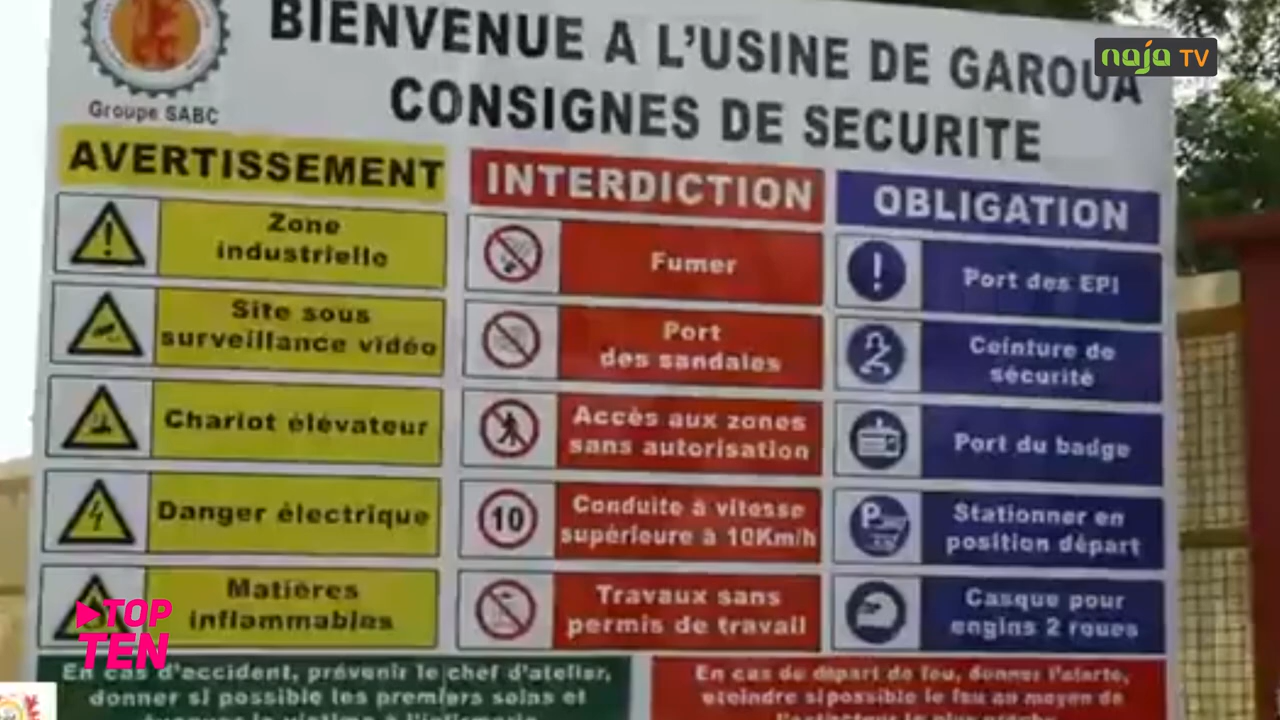 BIENVENUE A L'USINE DE GAROUA
CONSIGNES DE SECURITE
Groupe SABC
naja TV
AVERTISSEMENT
Zone
industrielle
Site sous
surveillance vidéo
Chariot élévateur
Danger électrique
Matières
inflammables
INTERDICTION
Fumer
Port
des sandales
Accès aux zones
sans autorisation
10
Conduite à vitesse
supérieure à 10Km/h
Travaux sans
permis de travail
OBLIGATION
Port des EPI
Ceinture de
sécurité
Port du badge
P
Stationner en
position départ
Casque pour
engins 2 roues
En cas d'accident, prévenir le chef d'atelier,
donner si possible les premiers soins et
En cas de départ de feu, donner l'alerte,
eteindre si possible le feu au moyen de
TOP
TEN